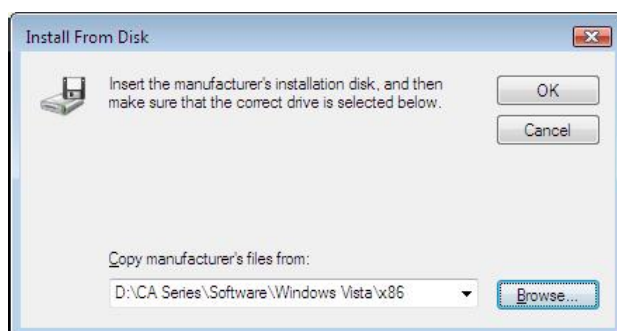 Install From Disk
Insert the manufacturer's installation disk, and then
make sure that the correct drive is selected below.
OK
Cancel
Copy manufacturer's files from:
D:\CA Series\Software\Windows Vista\x86
Browse...